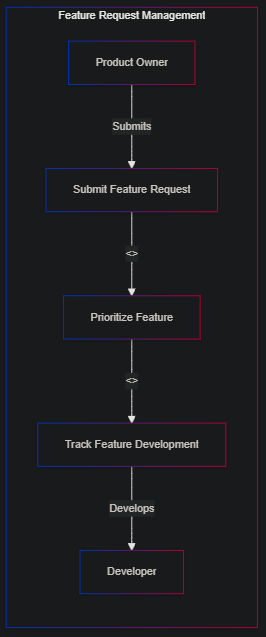 Feature Request Management
Product Owner
Submits
Submit Feature Request
<>
Prioritize Feature
<>
Track Feature Development
Develops
Developer